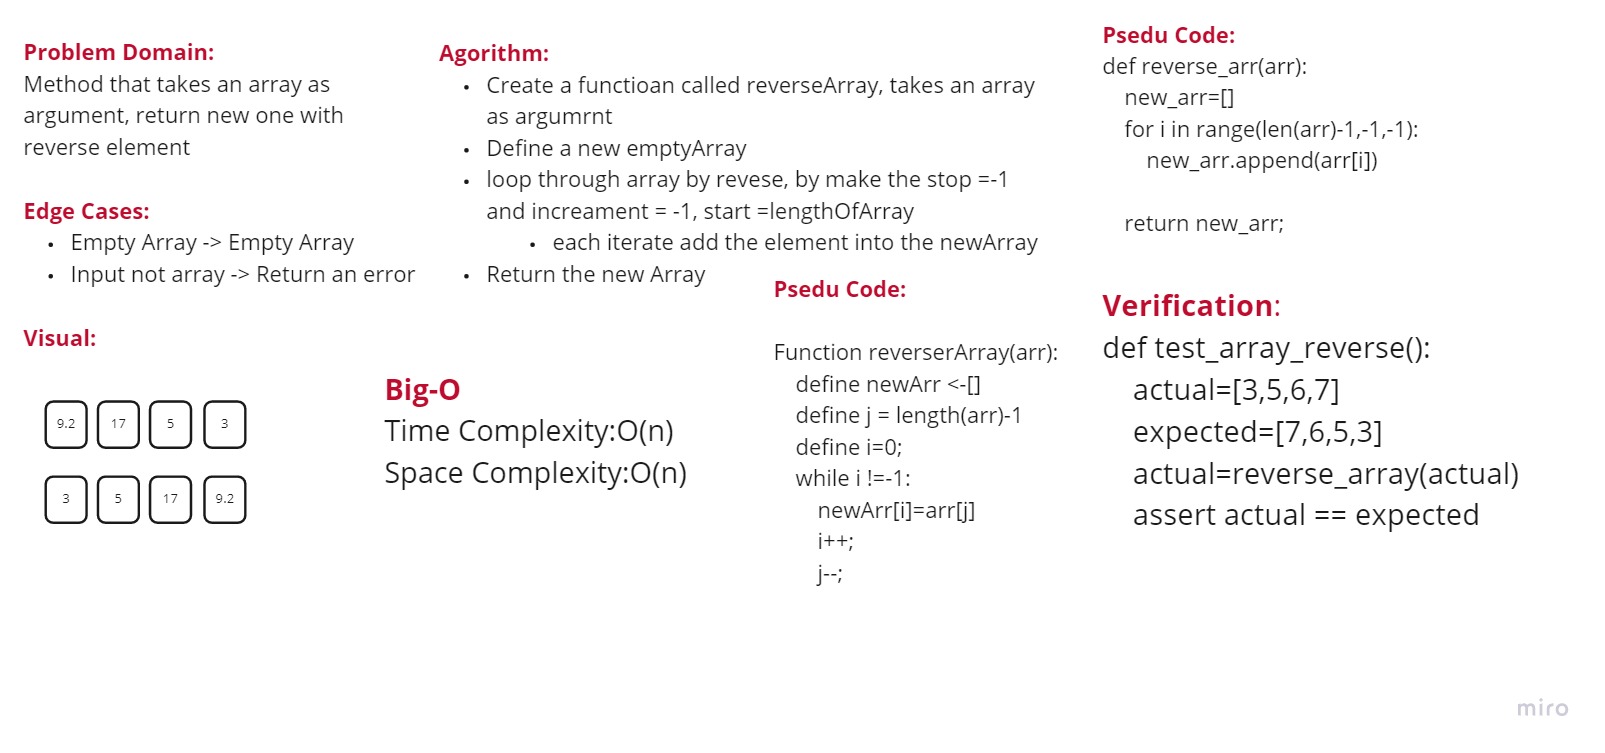 Problem Domain:
Method that takes an array as
argument, return new one with
reverse element
Edge Cases:
• Empty Array -> Empty Array
• Input not array -> Return an error
Visual:
9.2 17 5 3
3 5 17 9.2
Agorithm:
• Create a functioan called reverseArray, takes an array
as argumrnt
• Define a new emptyArray
• loop through array by revese, by make the stop =-1
and increament = -1, start =lengthOfArray
• each iterate add the element into the newArray
• Return the new Array
Big-O
Time Complexity:O(n)
Space Complexity:O(n)
Psedu Code:
Function reverserArray(arr):
define newArr <-[]
define j = length(arr)-1
define i=0;
while i !=-1:
newArr[i]=arr[j]
i++;
j--;
Psedu Code:
def reverse_arr(arr):
new_arr=[]
for i in range(len(arr)-1,-1,-1):
new_arr.append(arr[i])
return new_arr;
Verification:
def test_array_reverse():
actual=[3,5,6,7]
expected=[7,6,5,3]
actual=reverse_array(actual)
assert actual == expected
miro